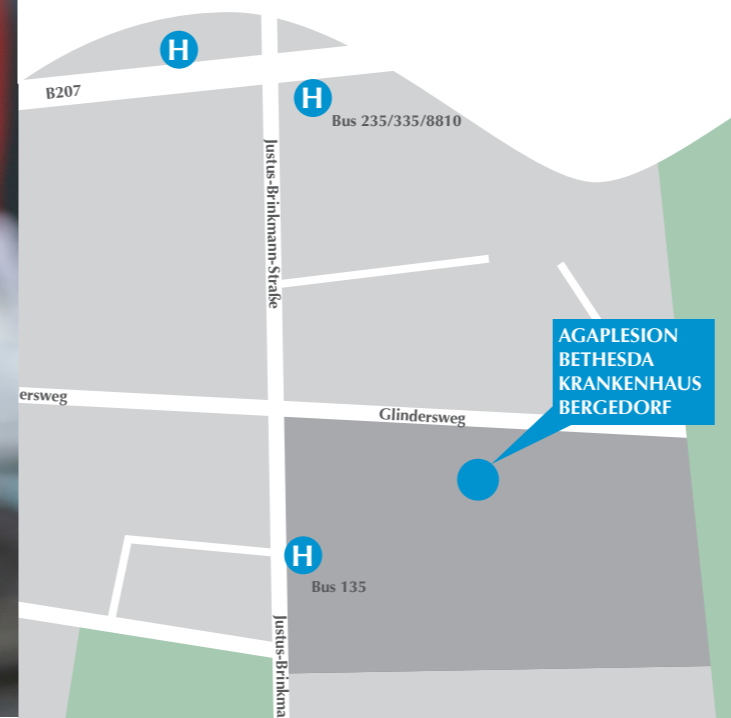 H
B207
H
Bus 235/335/8810
Justus-Brinkmann-Straße
AGAPLESION
BETHESDA
KRANKENHAUS
BERGEDORF
ersweg
Glindersweg
H
Bus 135
Justus-Brinkma